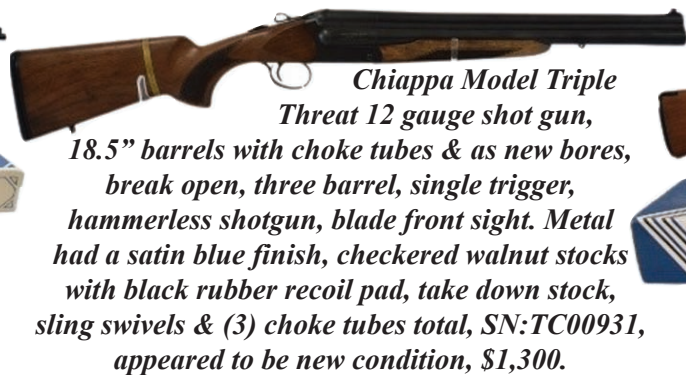 Chiappa Model Triple
Threat 12 gauge shot gun,
18.5” barrels with choke tubes & as new bores,
break open, three barrel, single trigger,
hammerless shotgun, blade front sight. Metal
had a satin blue finish, checkered walnut stocks
with black rubber recoil pad, take down stock,
sling swivels & (3) choke tubes total, SN:TC00931,
appeared to be new condition, $1,300.